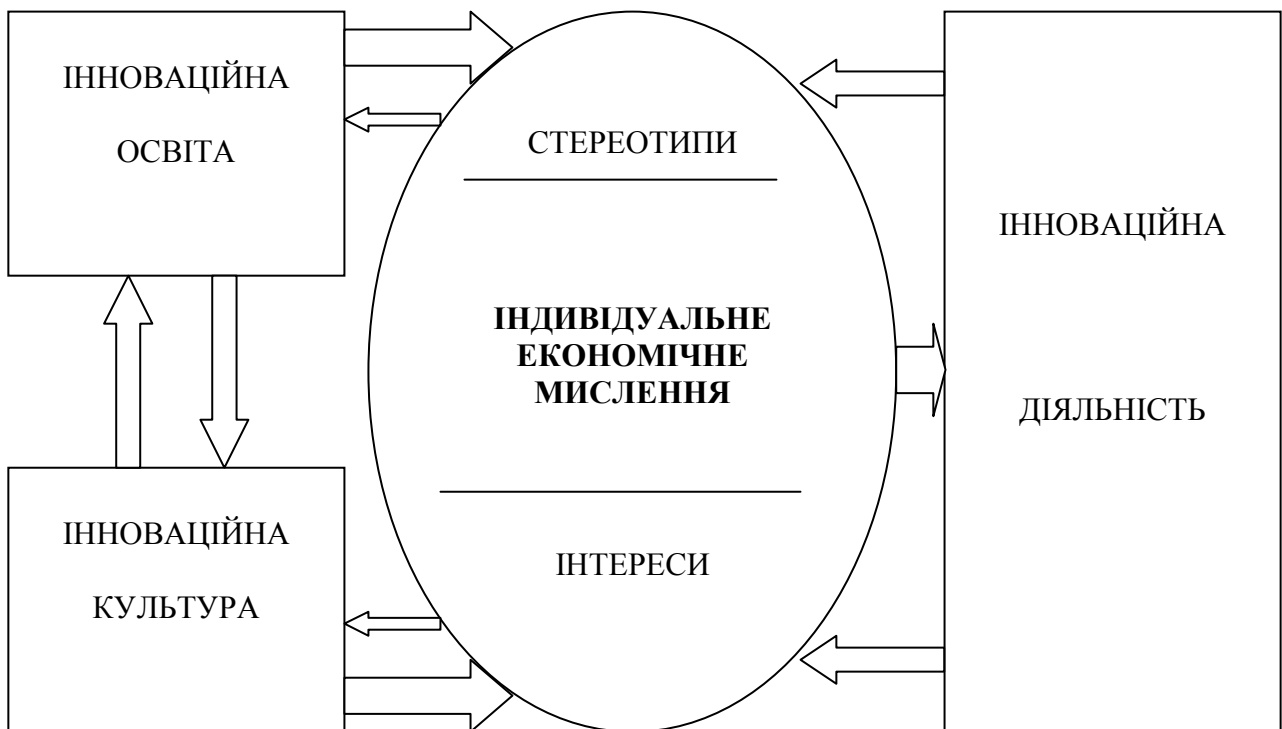 ІННОВАЦІЙНА
ОСВІТА
СТЕРЕОТИПИ
ІННОВАЦІЙНА
ДІЯЛЬНІСТЬ
ІНДИВІДУАЛЬНЕ
ЕКОНОМІЧНЕ
МИСЛЕННЯ
ІННОВАЦІЙНА
КУЛЬТУРА
ІНТЕРЕСИ